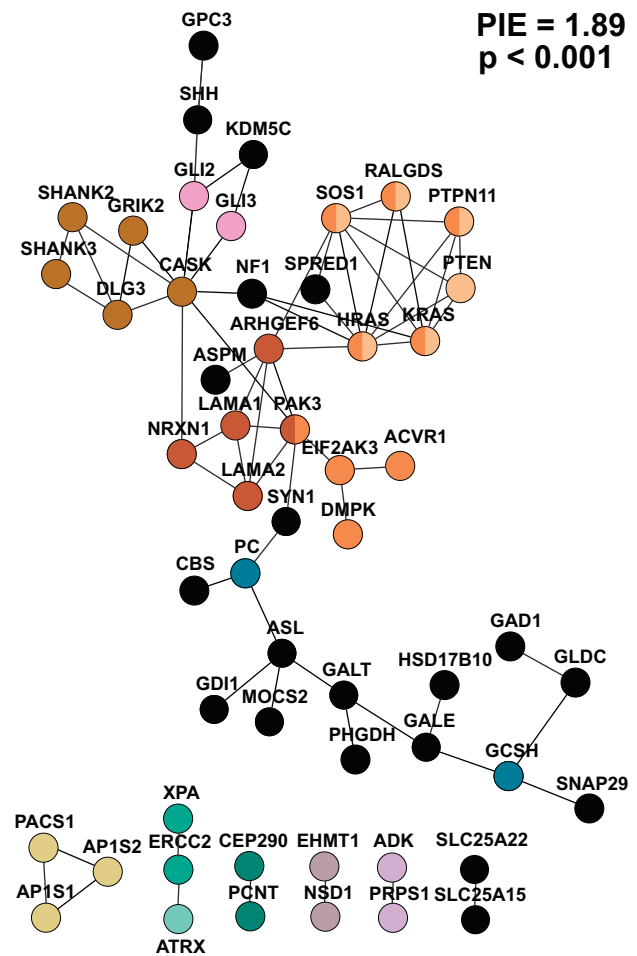 PIE = 1.89
p < 0.001
GPC3
SHH
KDM5C
GLI2
GLI3
SHANK2
GRIK2
SHANK3
CASK
DLG3
NF1
SPRED1
SOS1
RALGDS
PTPN11
PTEN
HRAS
KRAS
ARHGEF6
ASPM
LAMA1
PAK3
NRXN1
LAMA2
EIF2AK3
ACVR1
SYN1
DMPK
PC
CBS
ASL
GDI1
MOCS2
GALT
PHGDH
HSD17B10
GALE
GAD1
GLDC
GCSH
SNAP29
PACS1
AP1S2
AP1S1
XPA
ERCC2
ATRX
CEP290
PCNT
EHMT1
NSD1
ADK
PRPS1
SLC25A22
SLC25A15